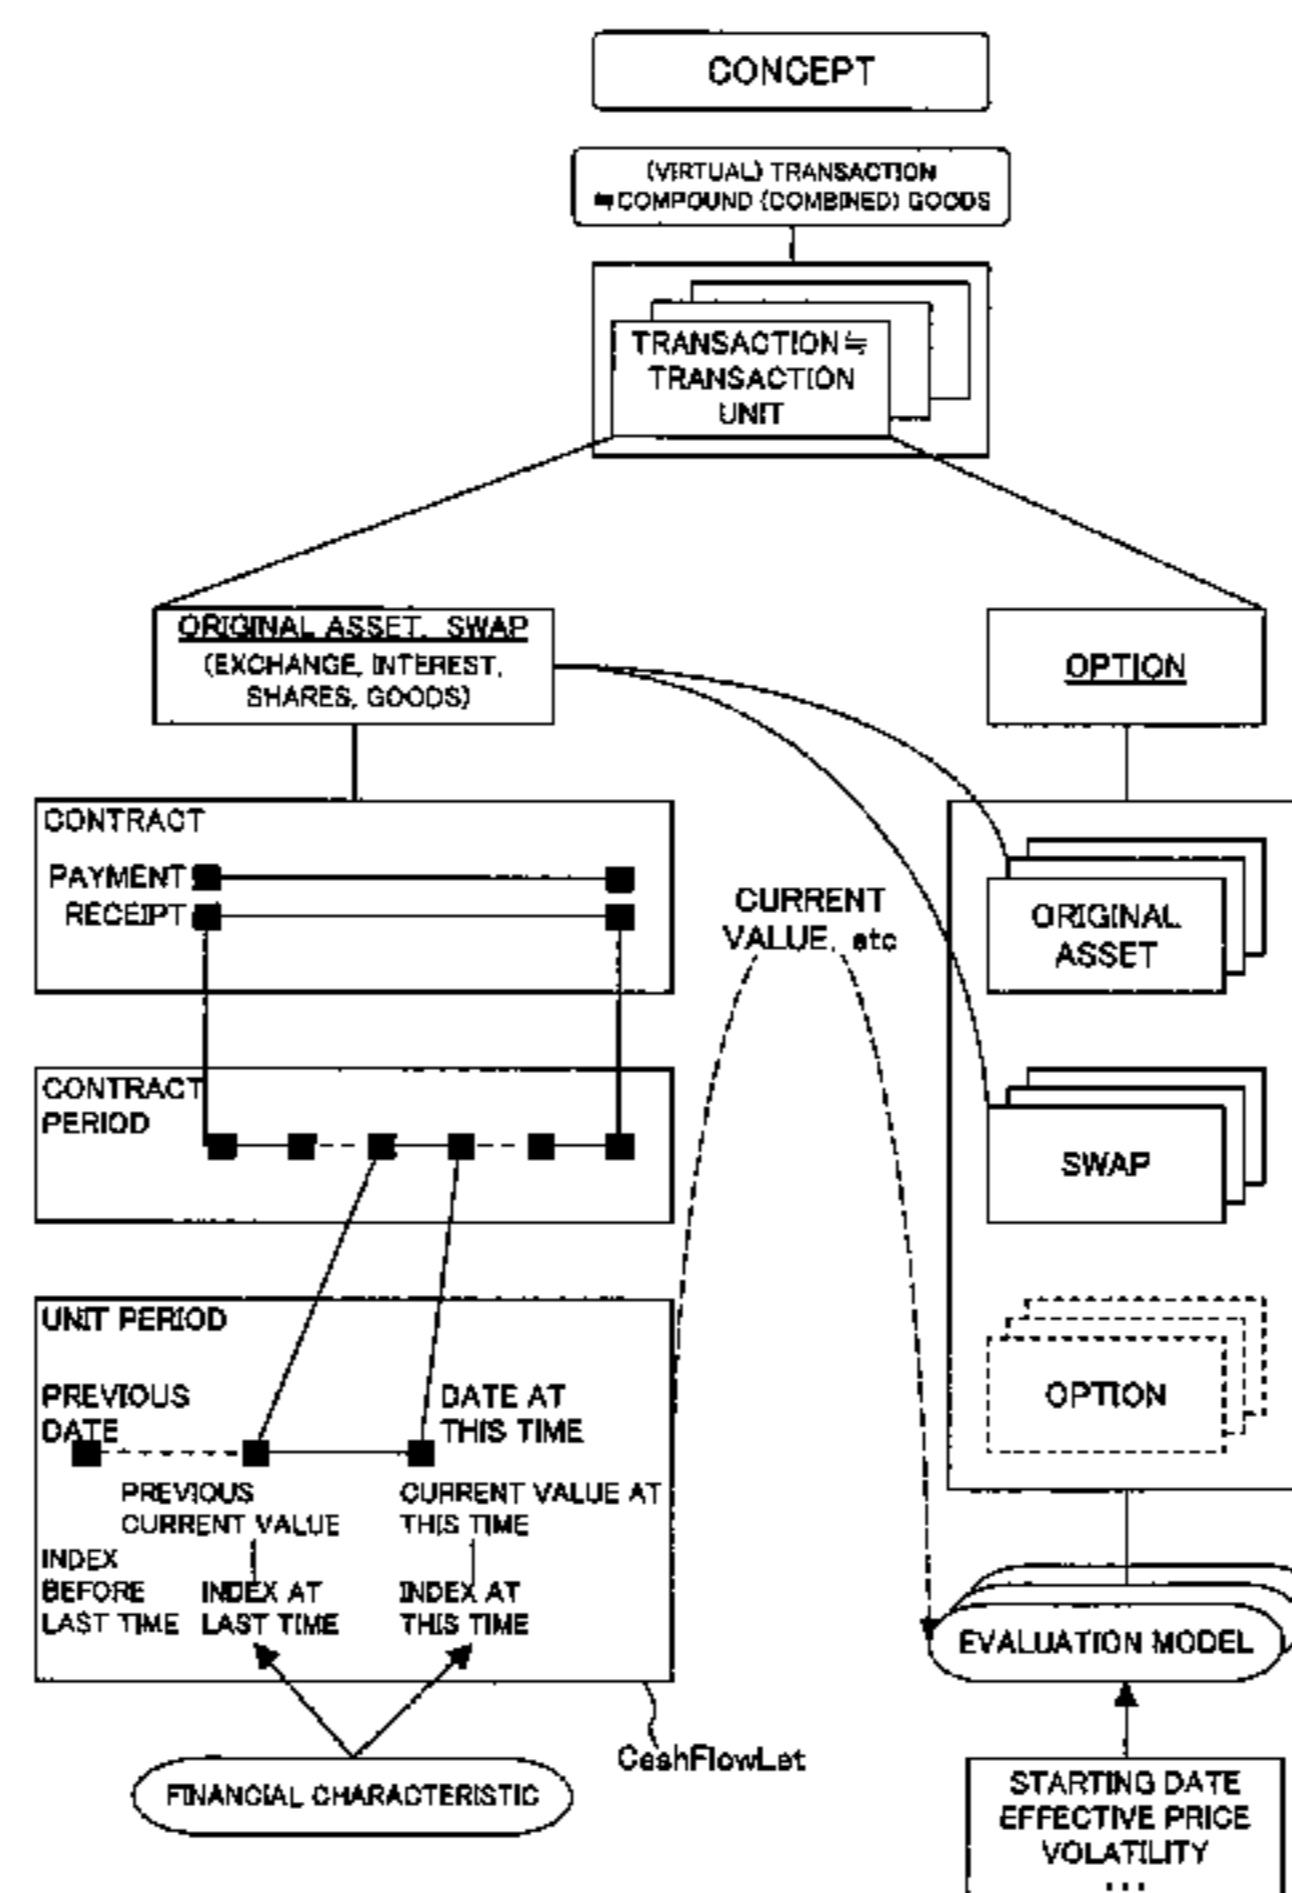 CONCEPT
(VIRTUAL) TRANSACTION
≒COMPOUND (COMBINED) GOODS
TRANSACTION≒
TRANSACTION
UNIT
ORIGINAL ASSET, SWAP
(EXCHANGE, INTEREST,
SHARES, GOODS)
OPTION
CONTRACT
PAYMENT
RECEIPT
CURRENT
VALUE, etc
ORIGINAL
ASSET
CONTRACT
PERIOD
SWAP
UNIT PERIOD
PREVIOUS
DATE
DATE AT
THIS TIME
OPTION
PREVIOUS
CURRENT VALUE
CURRENT VALUE AT
THIS TIME
INDEX
BEFORE
LAST TIME
INDEX AT
LAST TIME
INDEX AT
THIS TIME
EVALUATION MODEL
CashFlowLet
FINANCIAL CHARACTERISTIC
STARTING DATE
EFFECTIVE PRICE
VOLATILITY
...